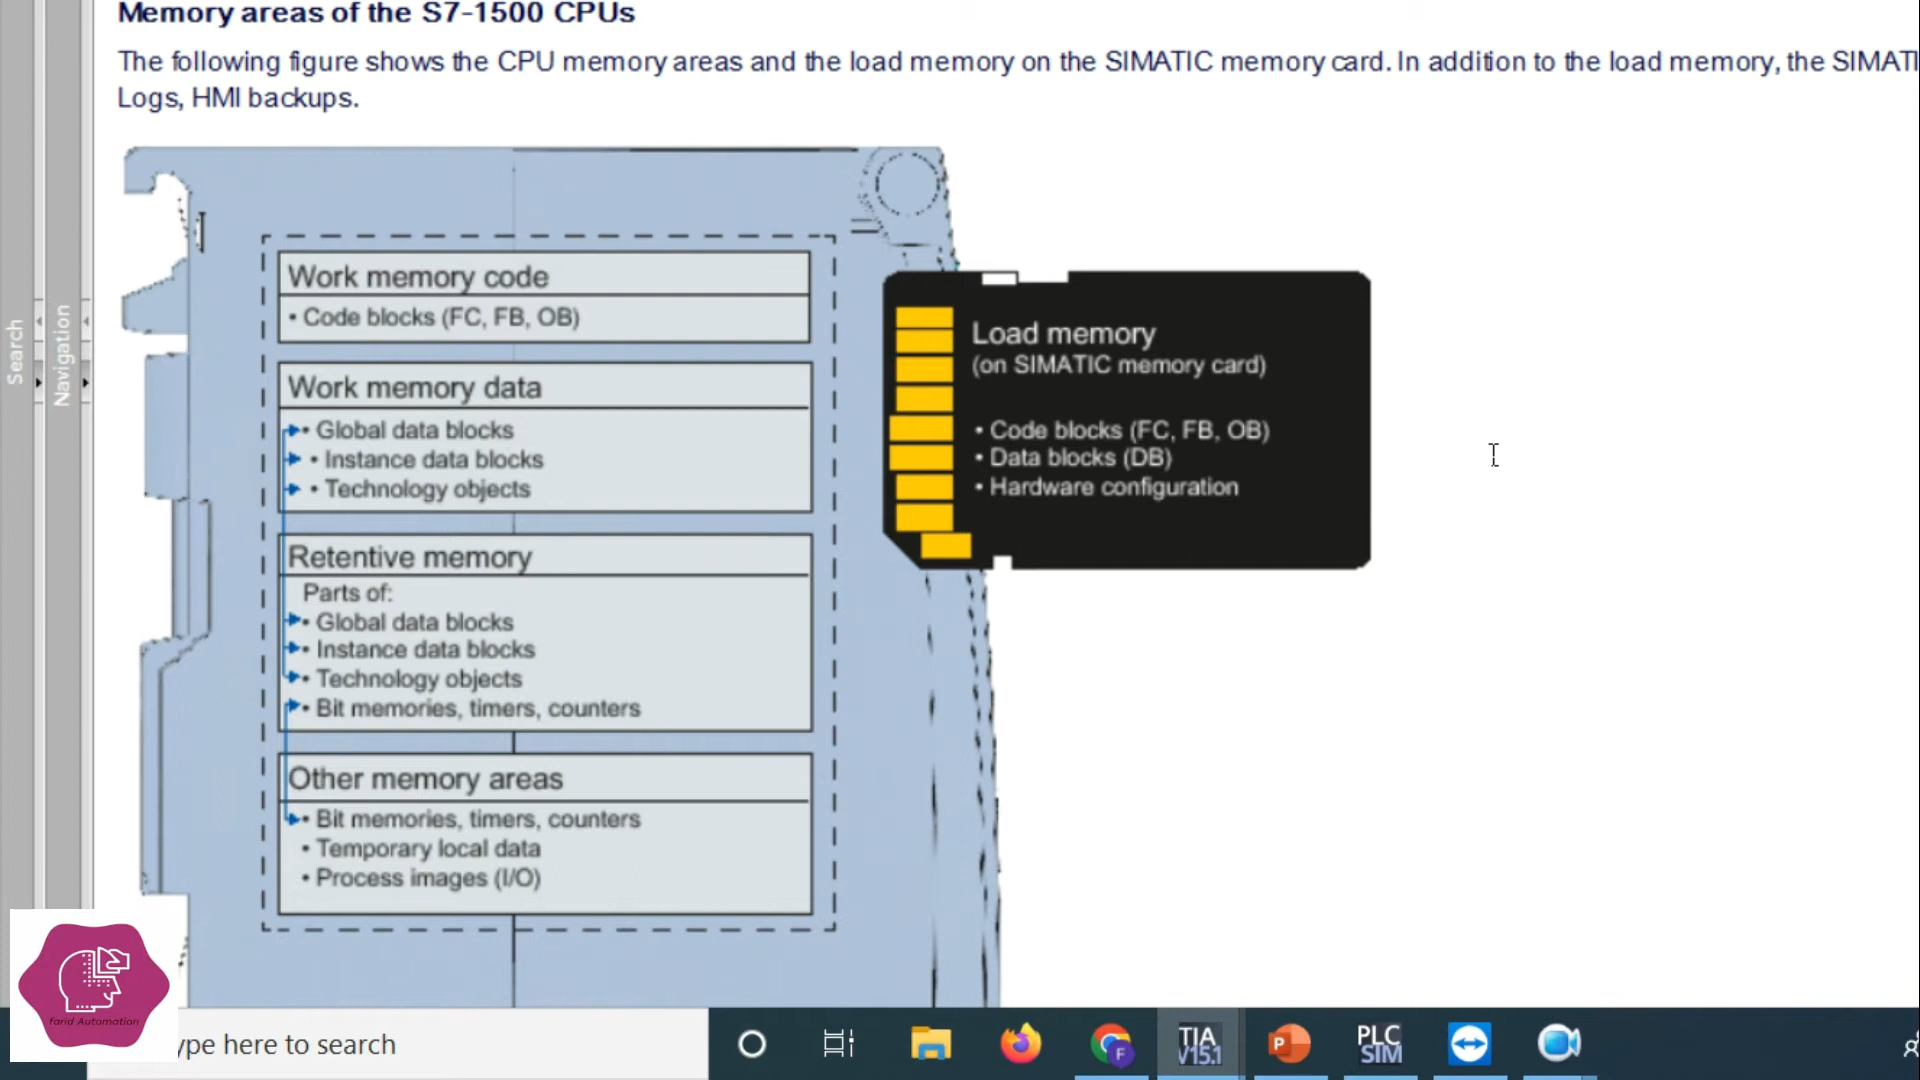 Memory areas of the S7-1500 CPUs
The following figure shows the CPU memory areas and the load memory on the SIMATIC memory card. In addition to the load memory, the SIMATI
Logs, HMI backups.
Search
Navigation
Work memory code
• Code blocks (FC, FB, OB)
Work memory data
• Global data blocks
• Instance data blocks
• Technology objects
Retentive memory
Parts of:
• Global data blocks
• Instance data blocks
• Technology objects
• Bit memories, timers, counters
Other memory areas
• Bit memories, timers, counters
• Temporary local data
• Process images (I/O)
Load memory
(on SIMATIC memory card)
• Code blocks (FC, FB, OB)
• Data blocks (DB)
• Hardware configuration
farid Automation
ype here to search
F
TIA
V15.1
P
PLC
SIM